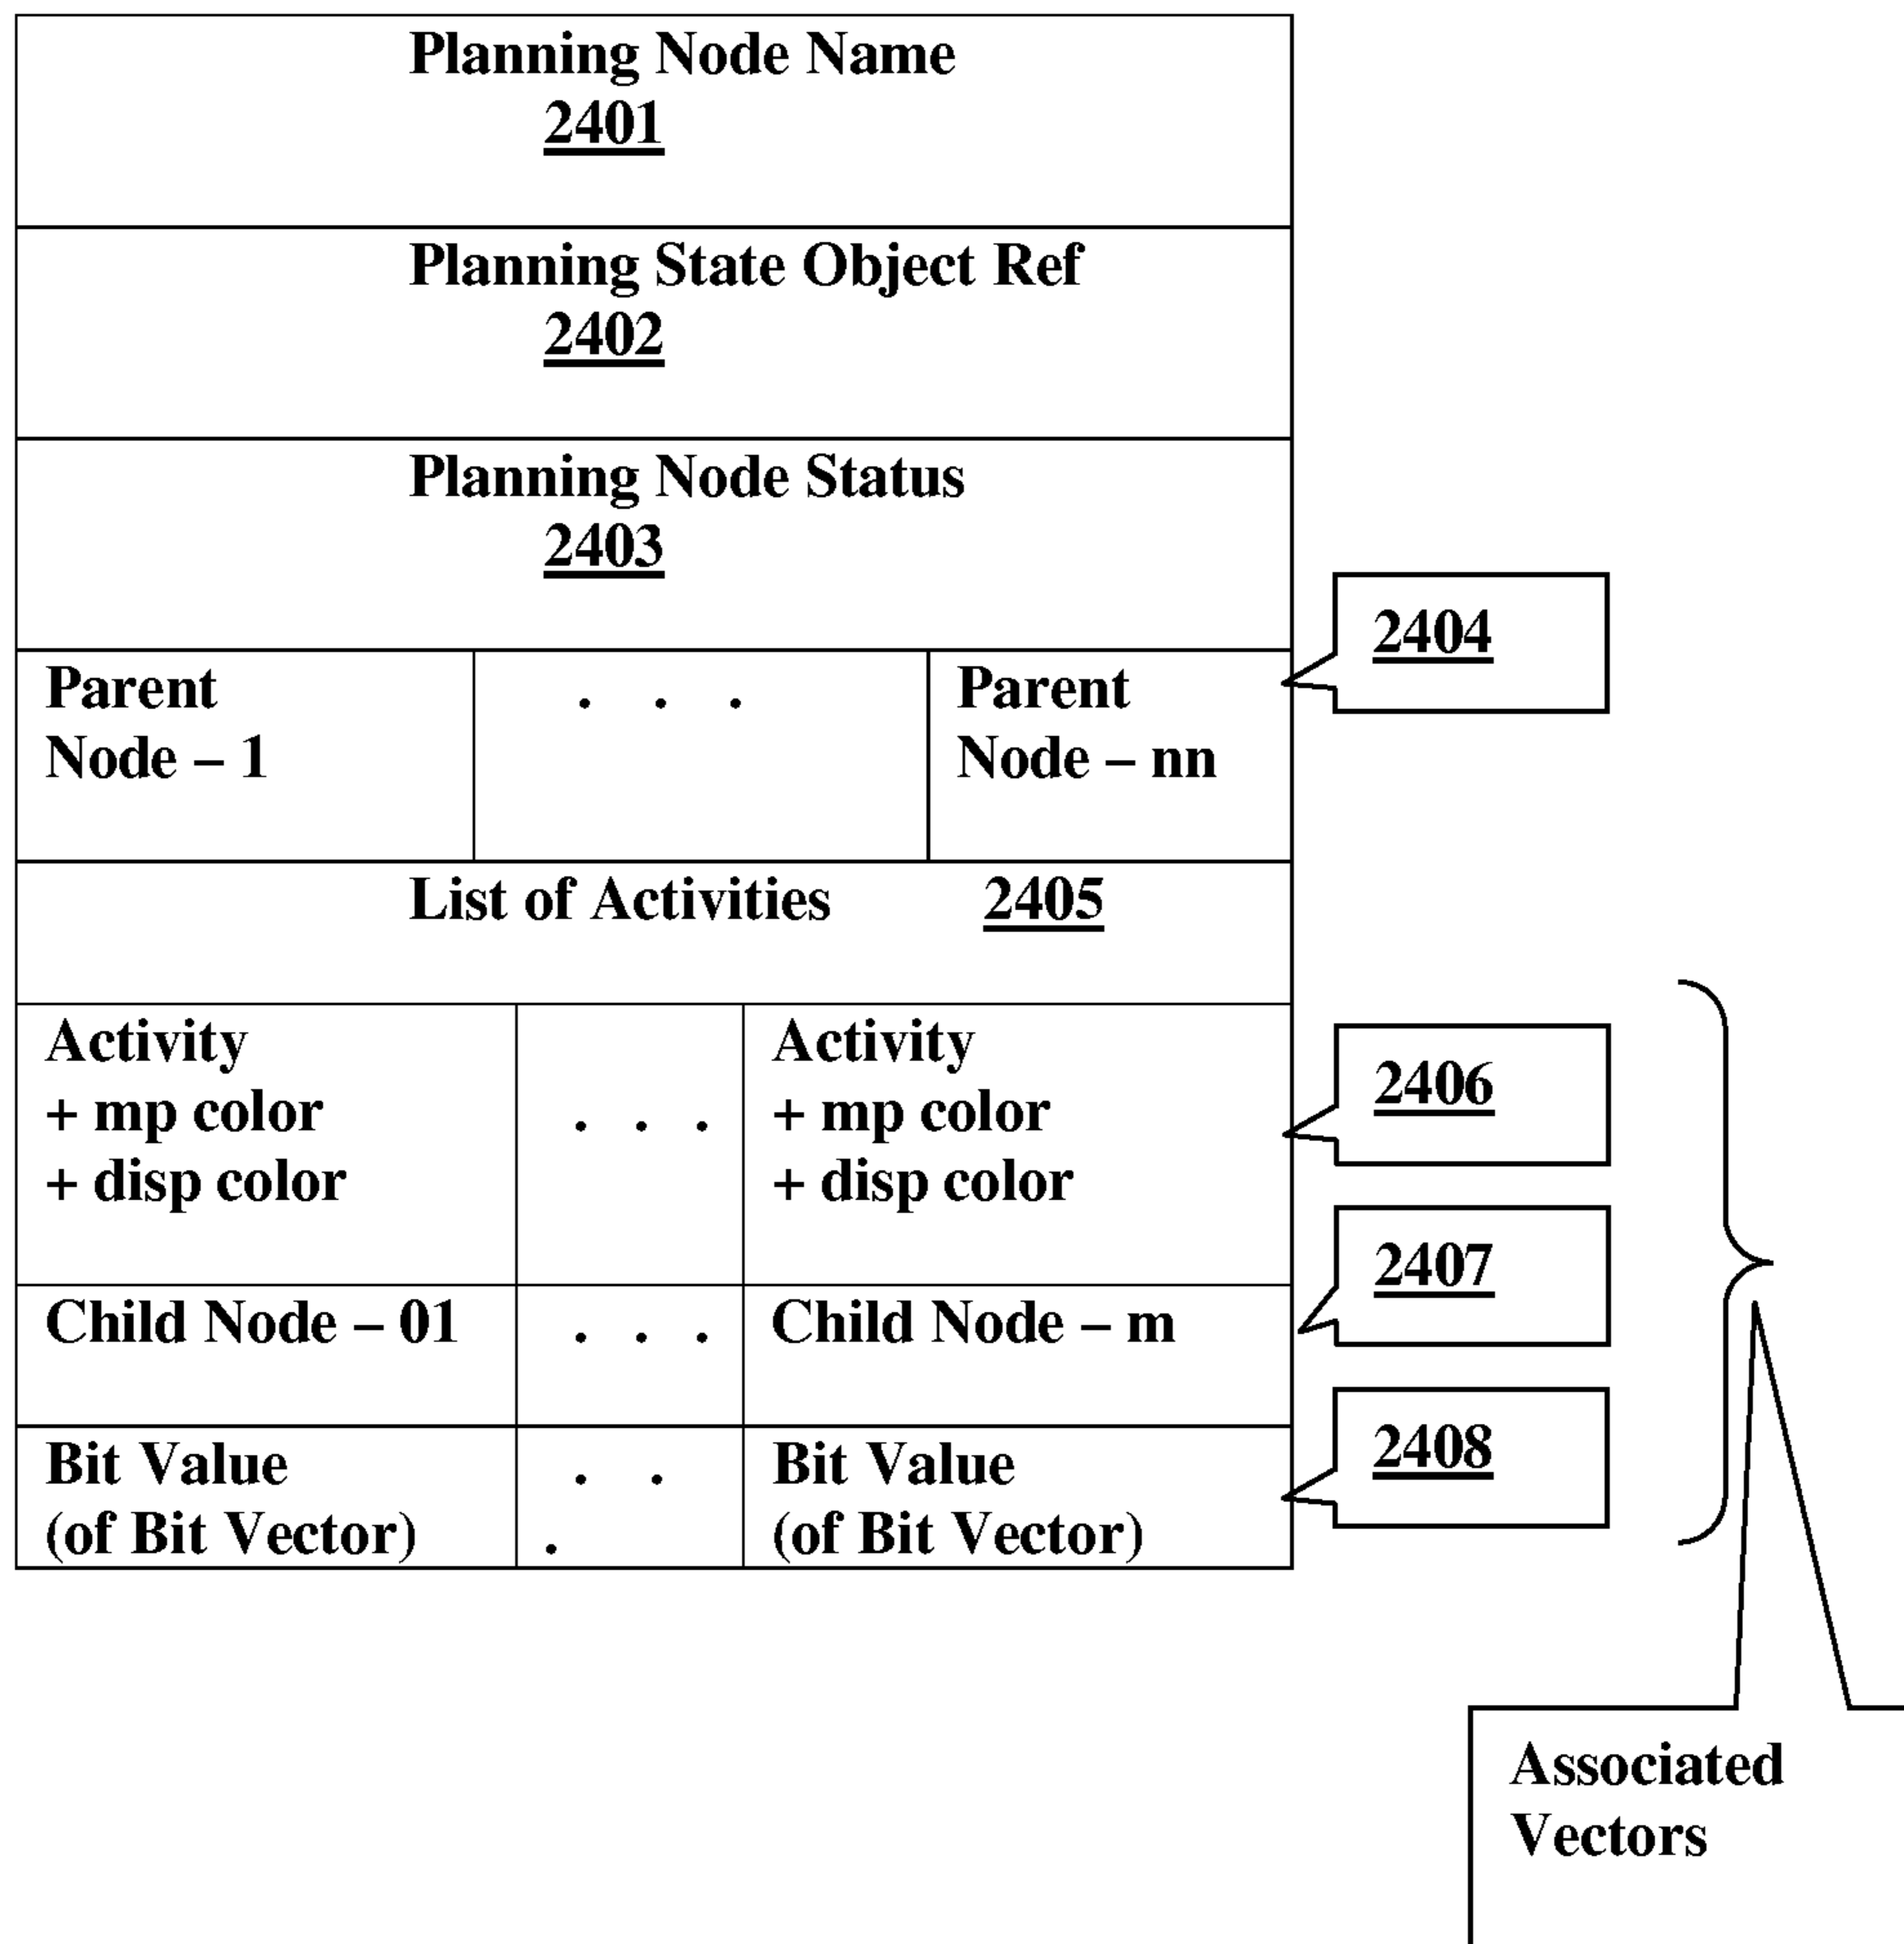 Planning Node Name
2401
Planning State Object Ref
2402
Planning Node Status
2403
2404
Parent
Node – 1
. . .
Parent
Node – nn
List of Activities 2405
Activity
+ mp color
+ disp color
. . .
Activity
+ mp color
+ disp color
2406
Child Node – 01
. . .
Child Node – m
2407
Bit Value
(of Bit Vector)
. .
.
Bit Value
(of Bit Vector)
2408
Associated
Vectors